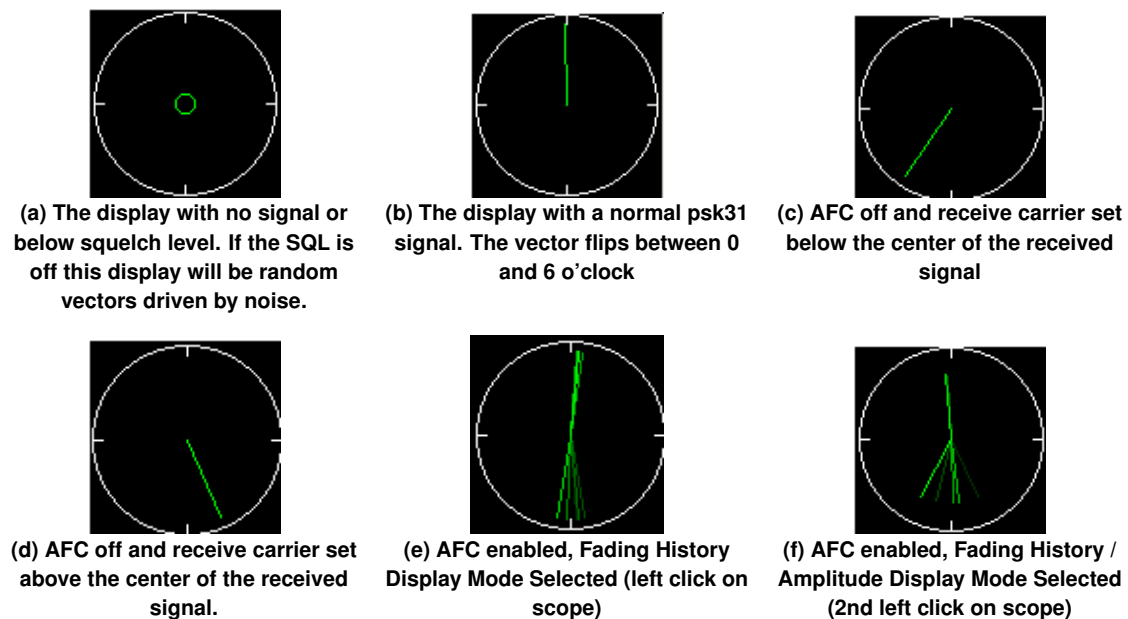 (a) The display with no signal or
below squelch level. If the SQL is
off this display will be random
vectors driven by noise.
(b) The display with a normal psk31
signal. The vector flips between 0
and 6 o'clock
(c) AFC off and receive carrier set
below the center of the received
signal
(d) AFC off and receive carrier set
above the center of the received
signal.
(e) AFC enabled, Fading History
Display Mode Selected (left click on
scope)
(f) AFC enabled, Fading History /
Amplitude Display Mode Selected
(2nd left click on scope)